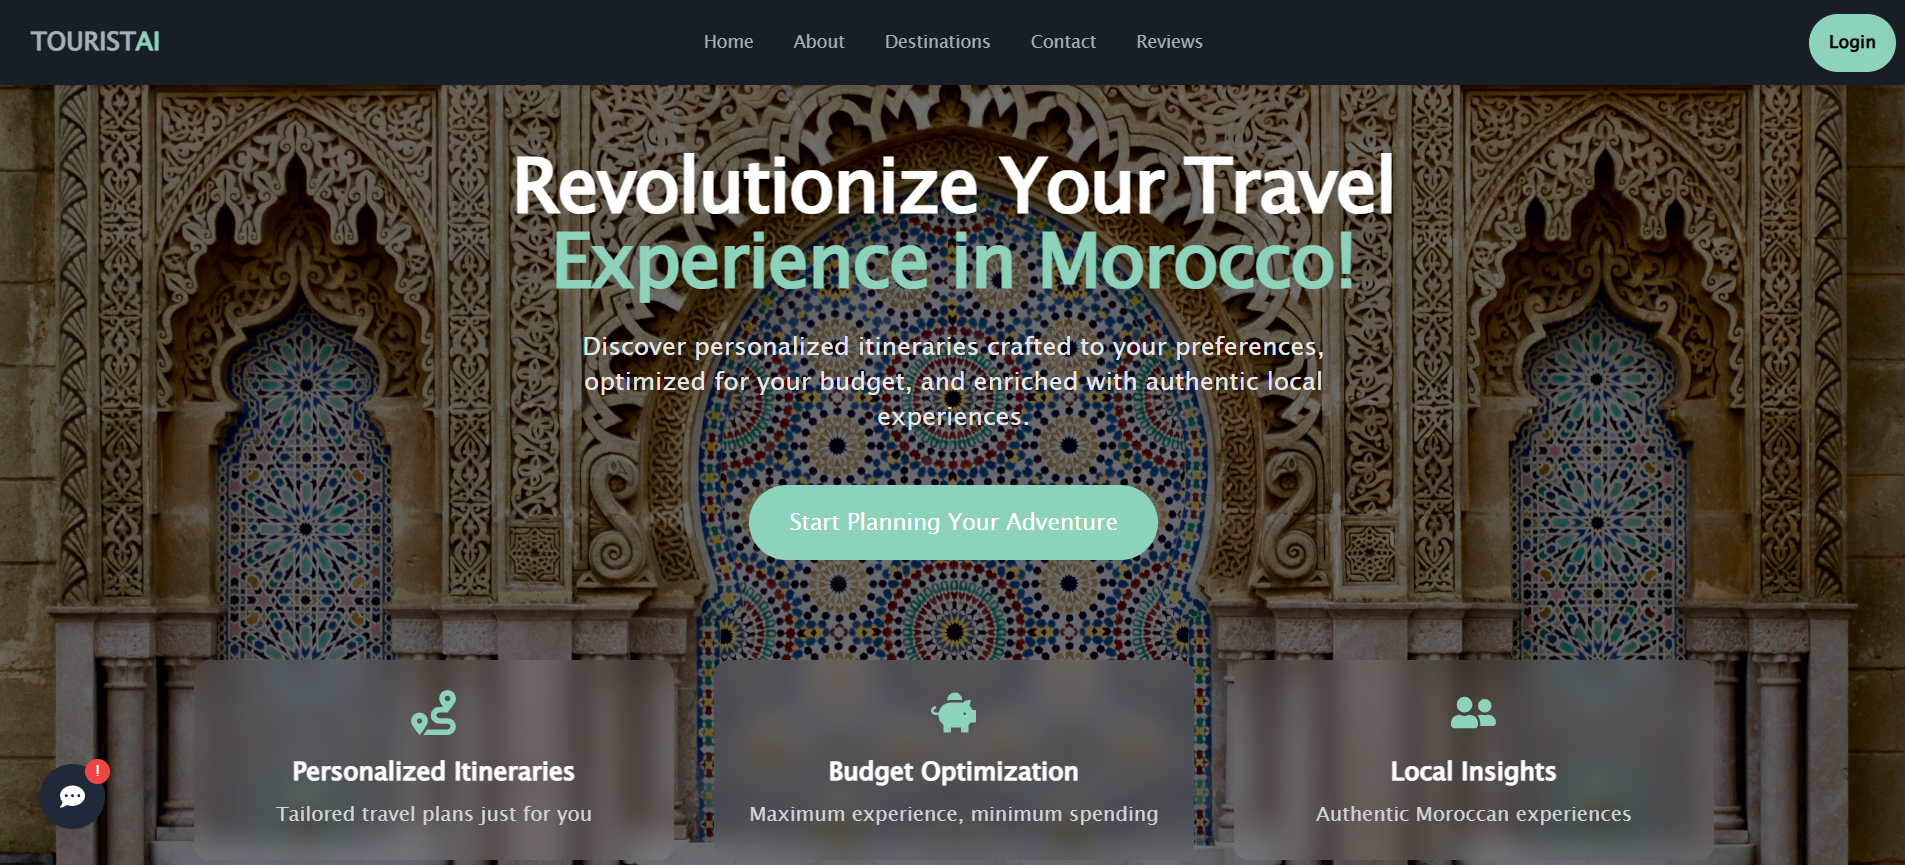 TOURISTAI
Home
About
Destinations
Contact
Reviews
Login
Revolutionize Your Travel
Experience in Morocco!
Discover personalized itineraries crafted to your preferences,
optimized for your budget, and enriched with authentic local
experiences.
Start Planning Your Adventure
Personalized Itineraries
Tailored travel plans just for you
Budget Optimization
Maximum experience, minimum spending
Local Insights
Authentic Moroccan experiences
!